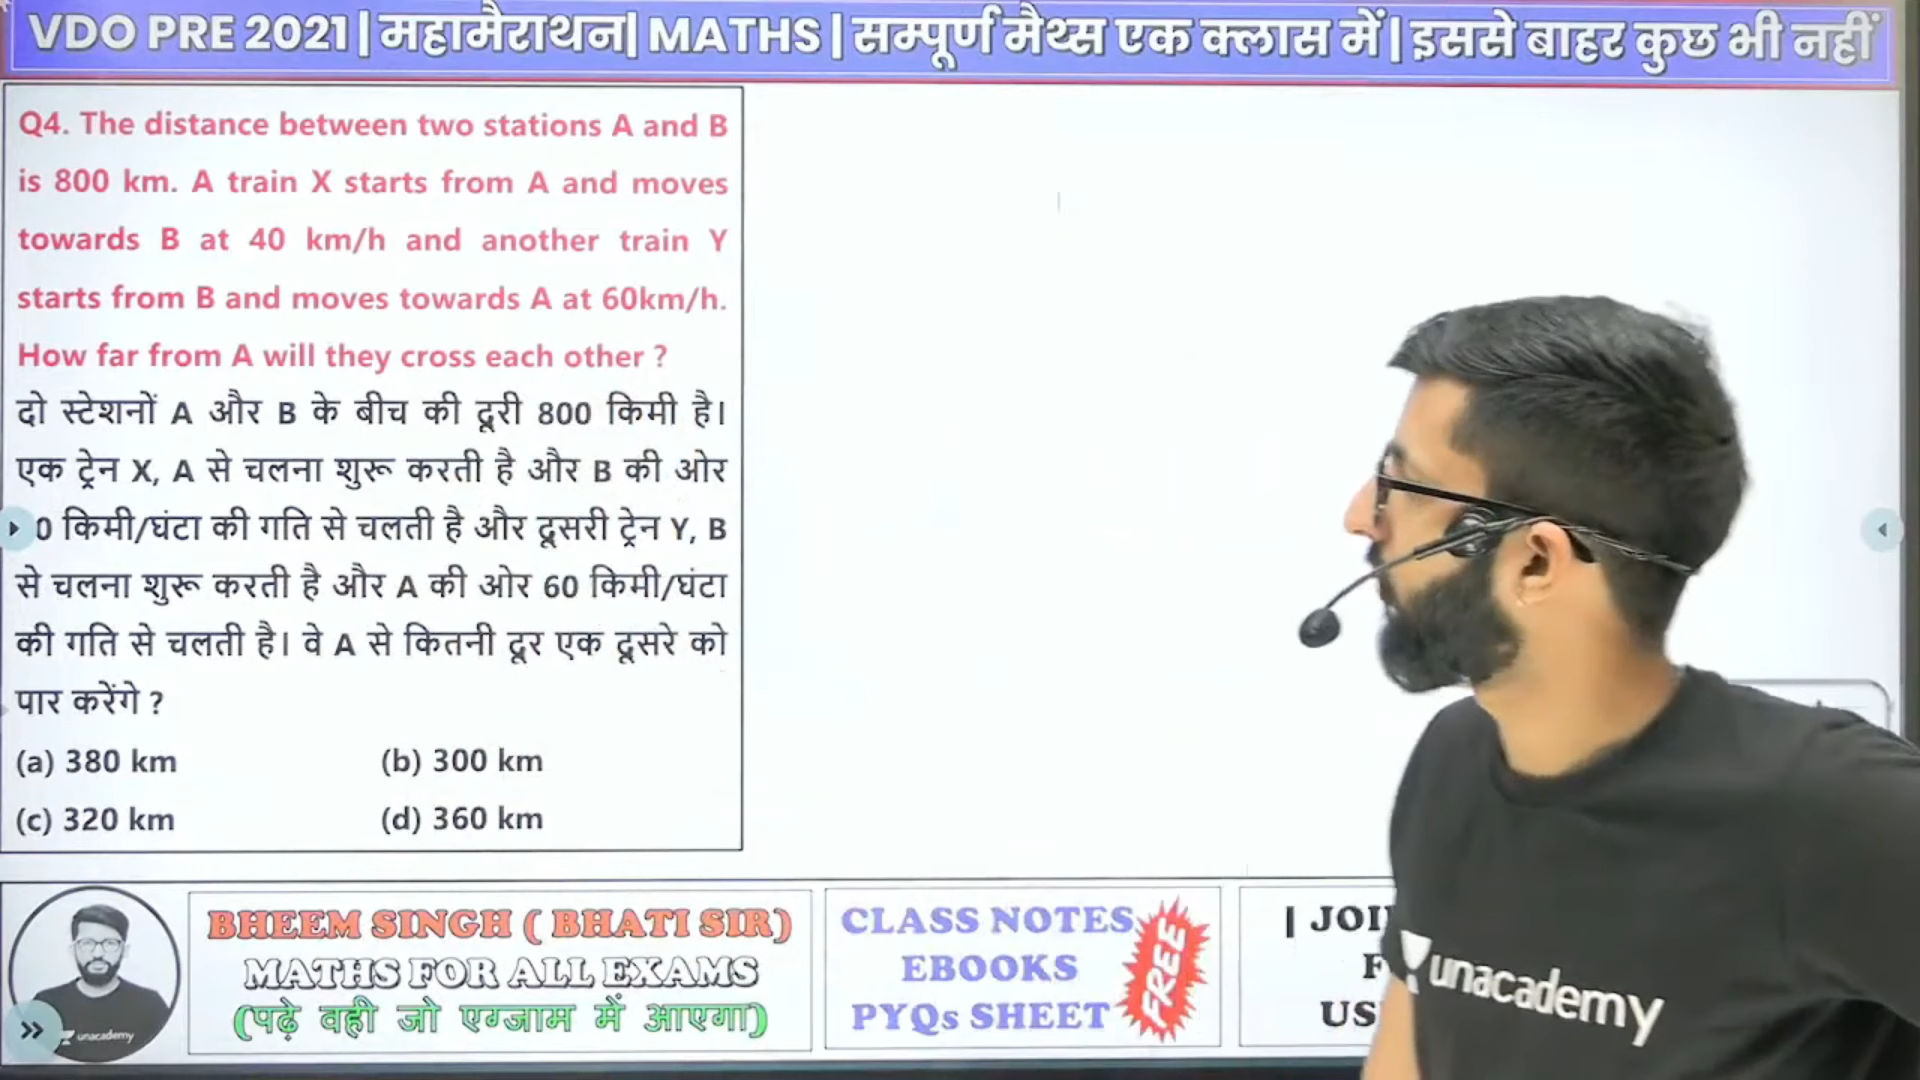 VDO PRE 2021 | महामैराथन| MATHS | सम्पूर्ण मैथ्स एक क्लास में | इससे बाहर कुछ भी नहीं
Q4. The distance between two stations A and B
is 800 km. A train X starts from A and moves
towards B at 40 km/h and another train Y
starts from B and moves towards A at 60km/h.
How far from A will they cross each other ?
दो स्टेशनों A और B के बीच की दूरी 800 किमी है।
एक ट्रेन X, A से चलना शुरू करती है और B की ओर
0 किमी/घंटा की गति से चलती है और दूसरी ट्रेन Y, B
से चलना शुरू करती है और A की ओर 60 किमी/घंटा
की गति से चलती है। वे A से कितनी दूर एक दूसरे को
पार करेंगे ?
(a) 380 km (b) 300 km
(c) 320 km (d) 360 km
BHEEM SINGH ( BHATI SIR)
MATHS FOR ALL EXAMS
(पढ़े वही जो एग्जाम में आएगा)
unacademy
CLASS NOTES
EBOOKS
PYQs SHEET
FREE
| JOI
F
US
unacademy